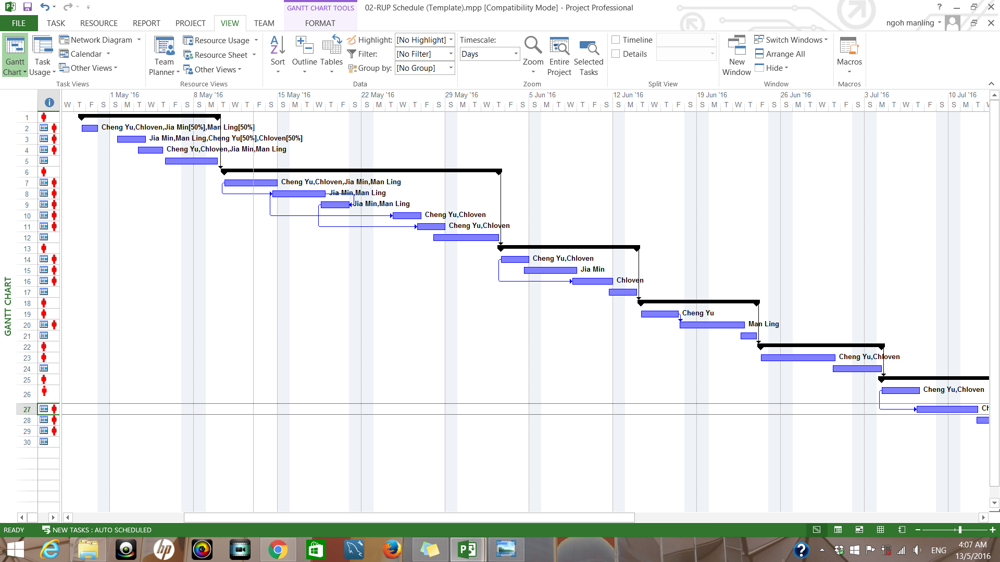 GANTT CHART TOOLS
02-RUP Schedule (Template).mpp [Compatibility Mode] - Project Professional
FILE TASK RESOURCE REPORT PROJECT VIEW TEAM FORMAT
ngoh manling
Gantt Chart
Task Usage
Network Diagram
Calendar
Other Views
Task Views
Team Planner
Resource Usage
Resource Sheet
Other Views
Resource Views
Sort
Outline
Tables
Highlight: [No Highlight]
Filter: [No Filter]
Group by: [No Group]
Data
Timescale:
Days
Zoom
Entire Project
Selected Tasks
Zoom
Timeline
Details
Split View
New Window
Switch Windows
Arrange All
Hide
Window
Macros
Macros
1 May '16 8 May '16 15 May '16 22 May '16 29 May '16 5 Jun '16 12 Jun '16 19 Jun '16 26 Jun '16 3 Jul '16 10 Jul '16
W T F S S M T W T F S S M T W T F S S M T W T F S S M T W T F S S M T W T F S S M T W T F S S M T W T F S S M T W T F S S M T W T F S S M T W T F S S M T W
GANTT CHART
1
2 Cheng Yu,Chloven,Jia Min[50%],Man Ling[50%]
3 Jia Min,Man Ling,Cheng Yu[50%],Chloven[50%]
4 Cheng Yu,Chloven,Jia Min,Man Ling
5
6
7 Cheng Yu,Chloven,Jia Min,Man Ling
8 Jia Min,Man Ling
9 Jia Min,Man Ling
10 Cheng Yu,Chloven
11 Cheng Yu,Chloven
12
13
14 Cheng Yu,Chloven
15 Jia Min
16 Chloven
17
18
19 Cheng Yu
20 Man Ling
21
22
23 Cheng Yu,Chloven
24
25
26 Cheng Yu,Chloven
27 Ch
28
29
30
READY NEW TASKS : AUTO SCHEDULED
ENG
4:07 AM
13/5/2016